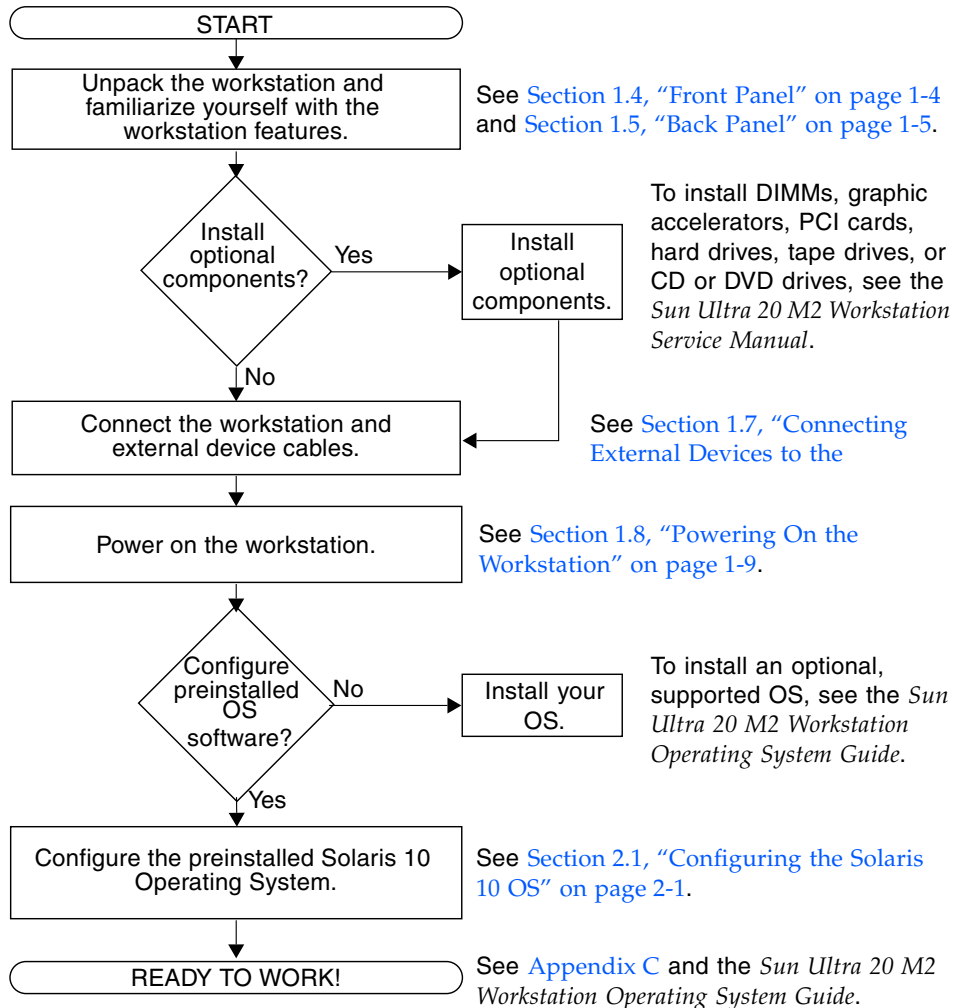 START
Unpack the workstation and
familiarize yourself with the
workstation features.
See Section 1.4, “Front Panel” on page 1-4
and Section 1.5, “Back Panel” on page 1-5.
Install
optional
components?
Yes
Install
optional
components.
To install DIMMs, graphic
accelerators, PCI cards,
hard drives, tape drives, or
CD or DVD drives, see the
Sun Ultra 20 M2 Workstation
Service Manual.
No
Connect the workstation and
external device cables.
See Section 1.7, “Connecting
External Devices to the
Power on the workstation.
See Section 1.8, “Powering On the
Workstation” on page 1-9.
Configure
preinstalled
OS
software?
No
Install your
OS.
To install an optional,
supported OS, see the Sun
Ultra 20 M2 Workstation
Operating System Guide.
Yes
Configure the preinstalled Solaris 10
Operating System.
See Section 2.1, “Configuring the Solaris
10 OS” on page 2-1.
READY TO WORK!
See Appendix C and the Sun Ultra 20 M2
Workstation Operating System Guide.